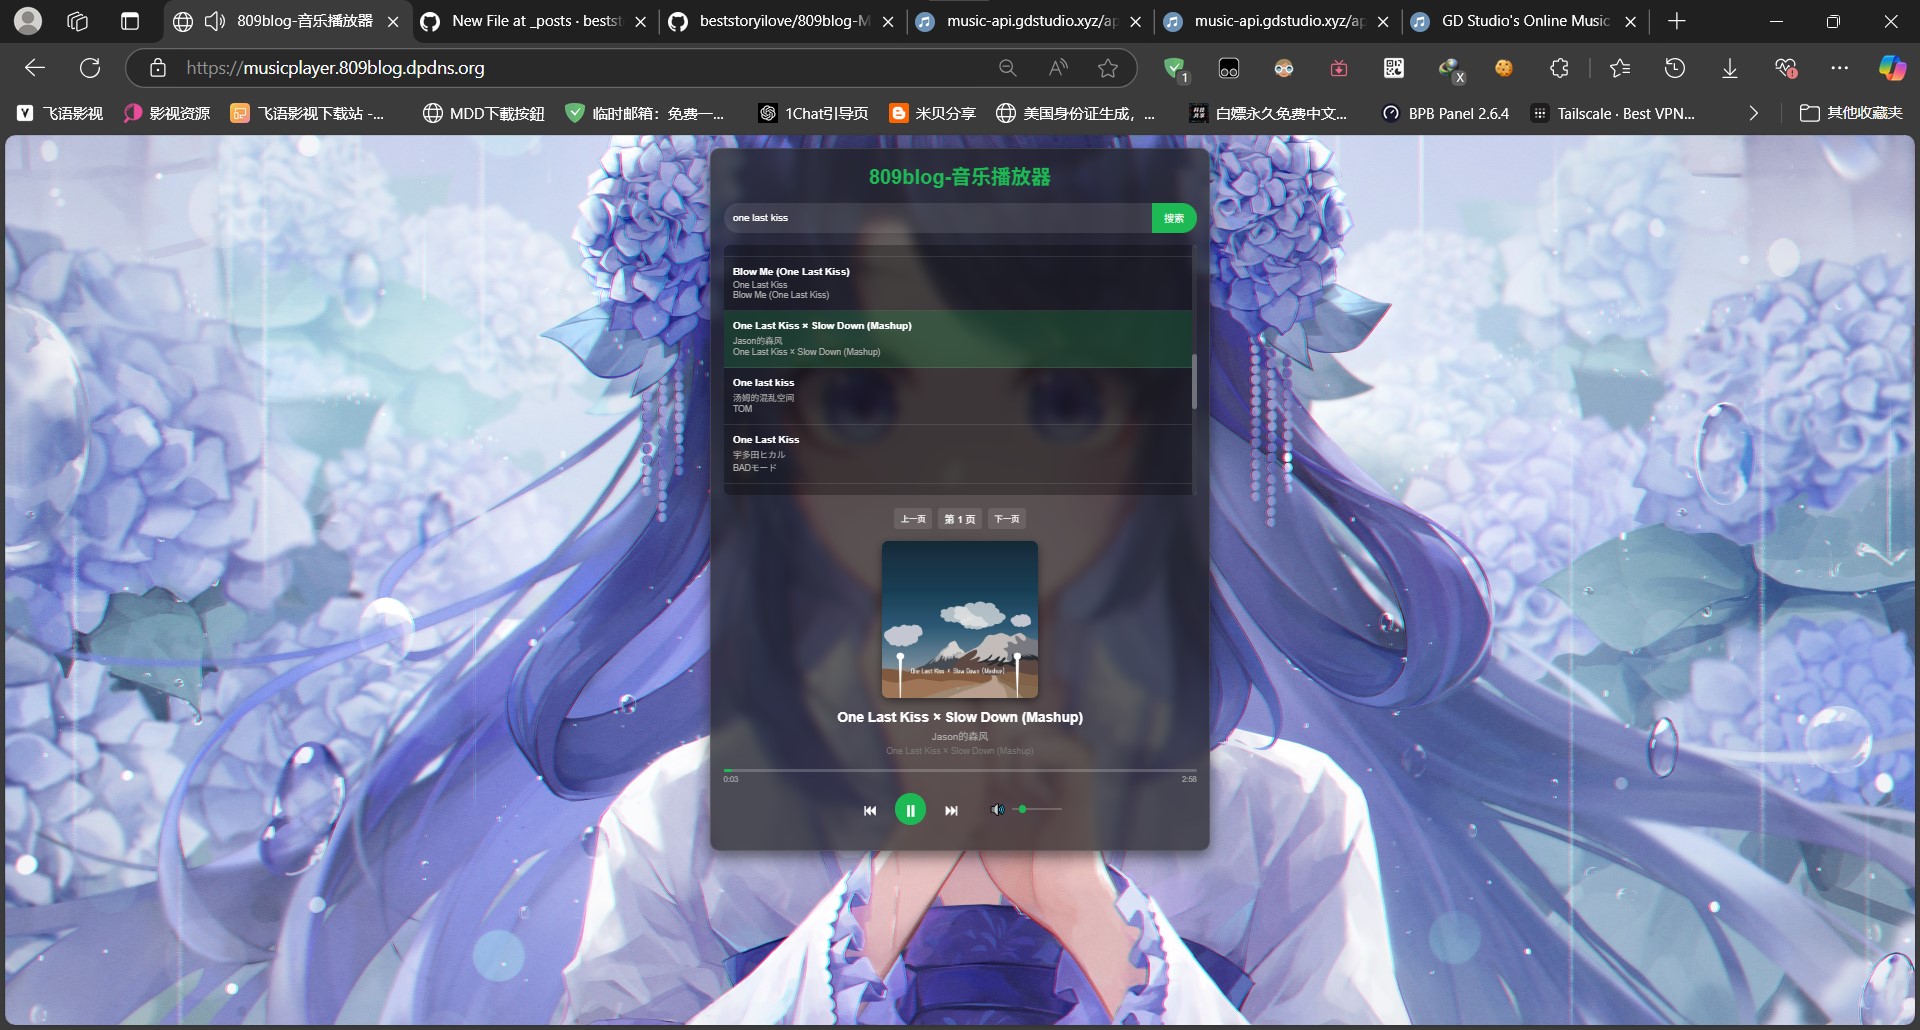 809blog-音乐播放器
New File at _posts · bestst
beststoryilove/809blog-M
music-api.gdstudio.xyz/ap
music-api.gdstudio.xyz/ap
GD Studio's Online Music
https://musicplayer.809blog.dpdns.org
1
X
飞语影视
影视资源
飞语影视下载站 -...
MDD下載按鈕
临时邮箱：免费一...
1Chat引导页
米贝分享
美国身份证生成，...
白嫖永久免费中文...
BPB Panel 2.6.4
Tailscale · Best VPN...
其他收藏夹
809blog-音乐播放器
one last kiss
搜索
Blow Me (One Last Kiss)
One Last Kiss
Blow Me (One Last Kiss)
One Last Kiss × Slow Down (Mashup)
Jason的森风
One Last Kiss × Slow Down (Mashup)
One last kiss
汤姆的混乱空间
TOM
One Last Kiss
宇多田ヒカル
BADモード
上一页
第 1 页
下一页
One Last Kiss × Slow Down (Mashup)
One Last Kiss × Slow Down (Mashup)
Jason的森风
One Last Kiss × Slow Down (Mashup)
0:03
2:58